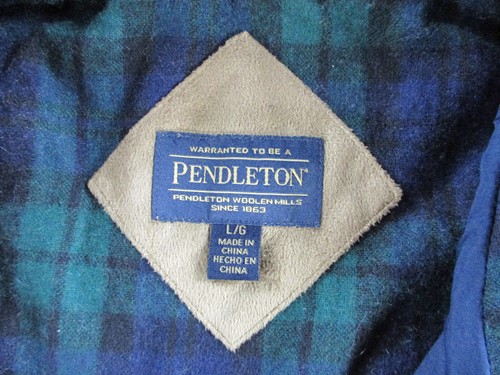 WARRANTED TO BE A
PENDLETON®
PENDLETON WOOLEN MILLS
SINCE 1863
L/G
MADE IN
CHINA
HECHO EN
CHINA